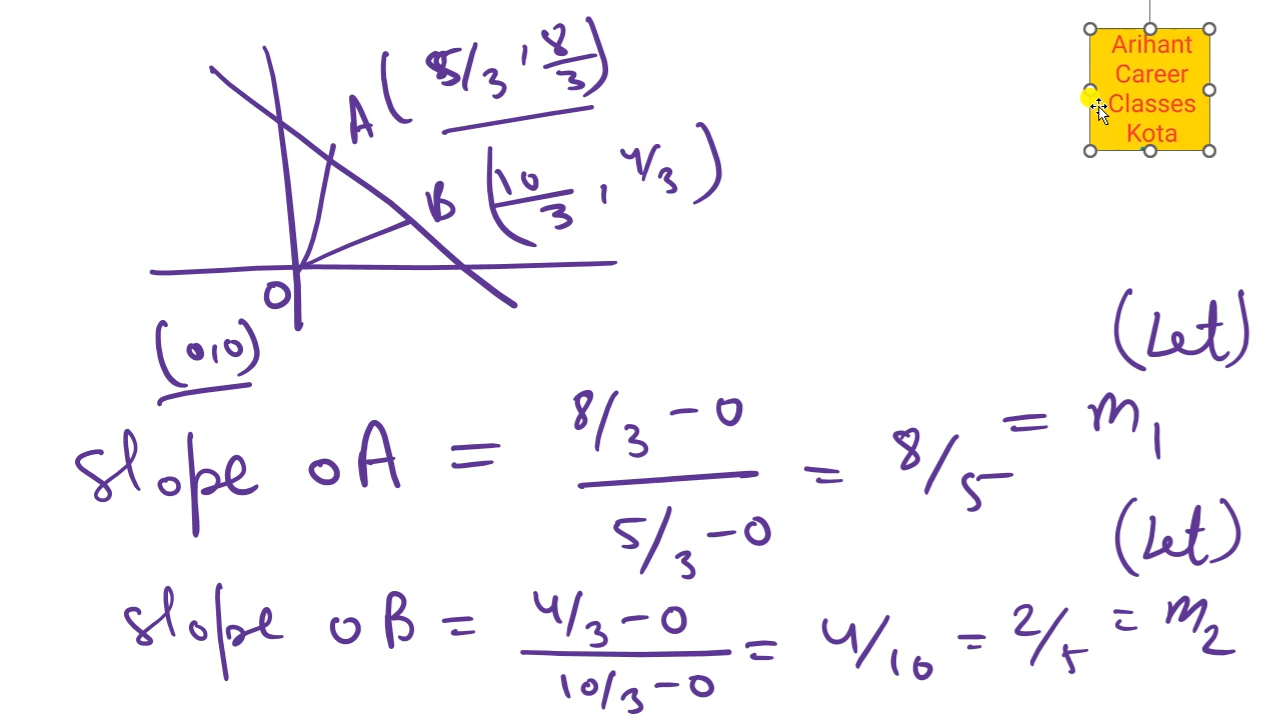 A (5/3, 8/3)
B (10/3, 4/3)
O
(0,0)
Arihant
Career
Classes
Kota
(Let)
slope OA = 8/3 - 0 / 5/3 - 0 = 8/5 = m1
(Let)
slope OB = 4/3 - 0 / 10/3 - 0 = 4/10 = 2/5 = m2